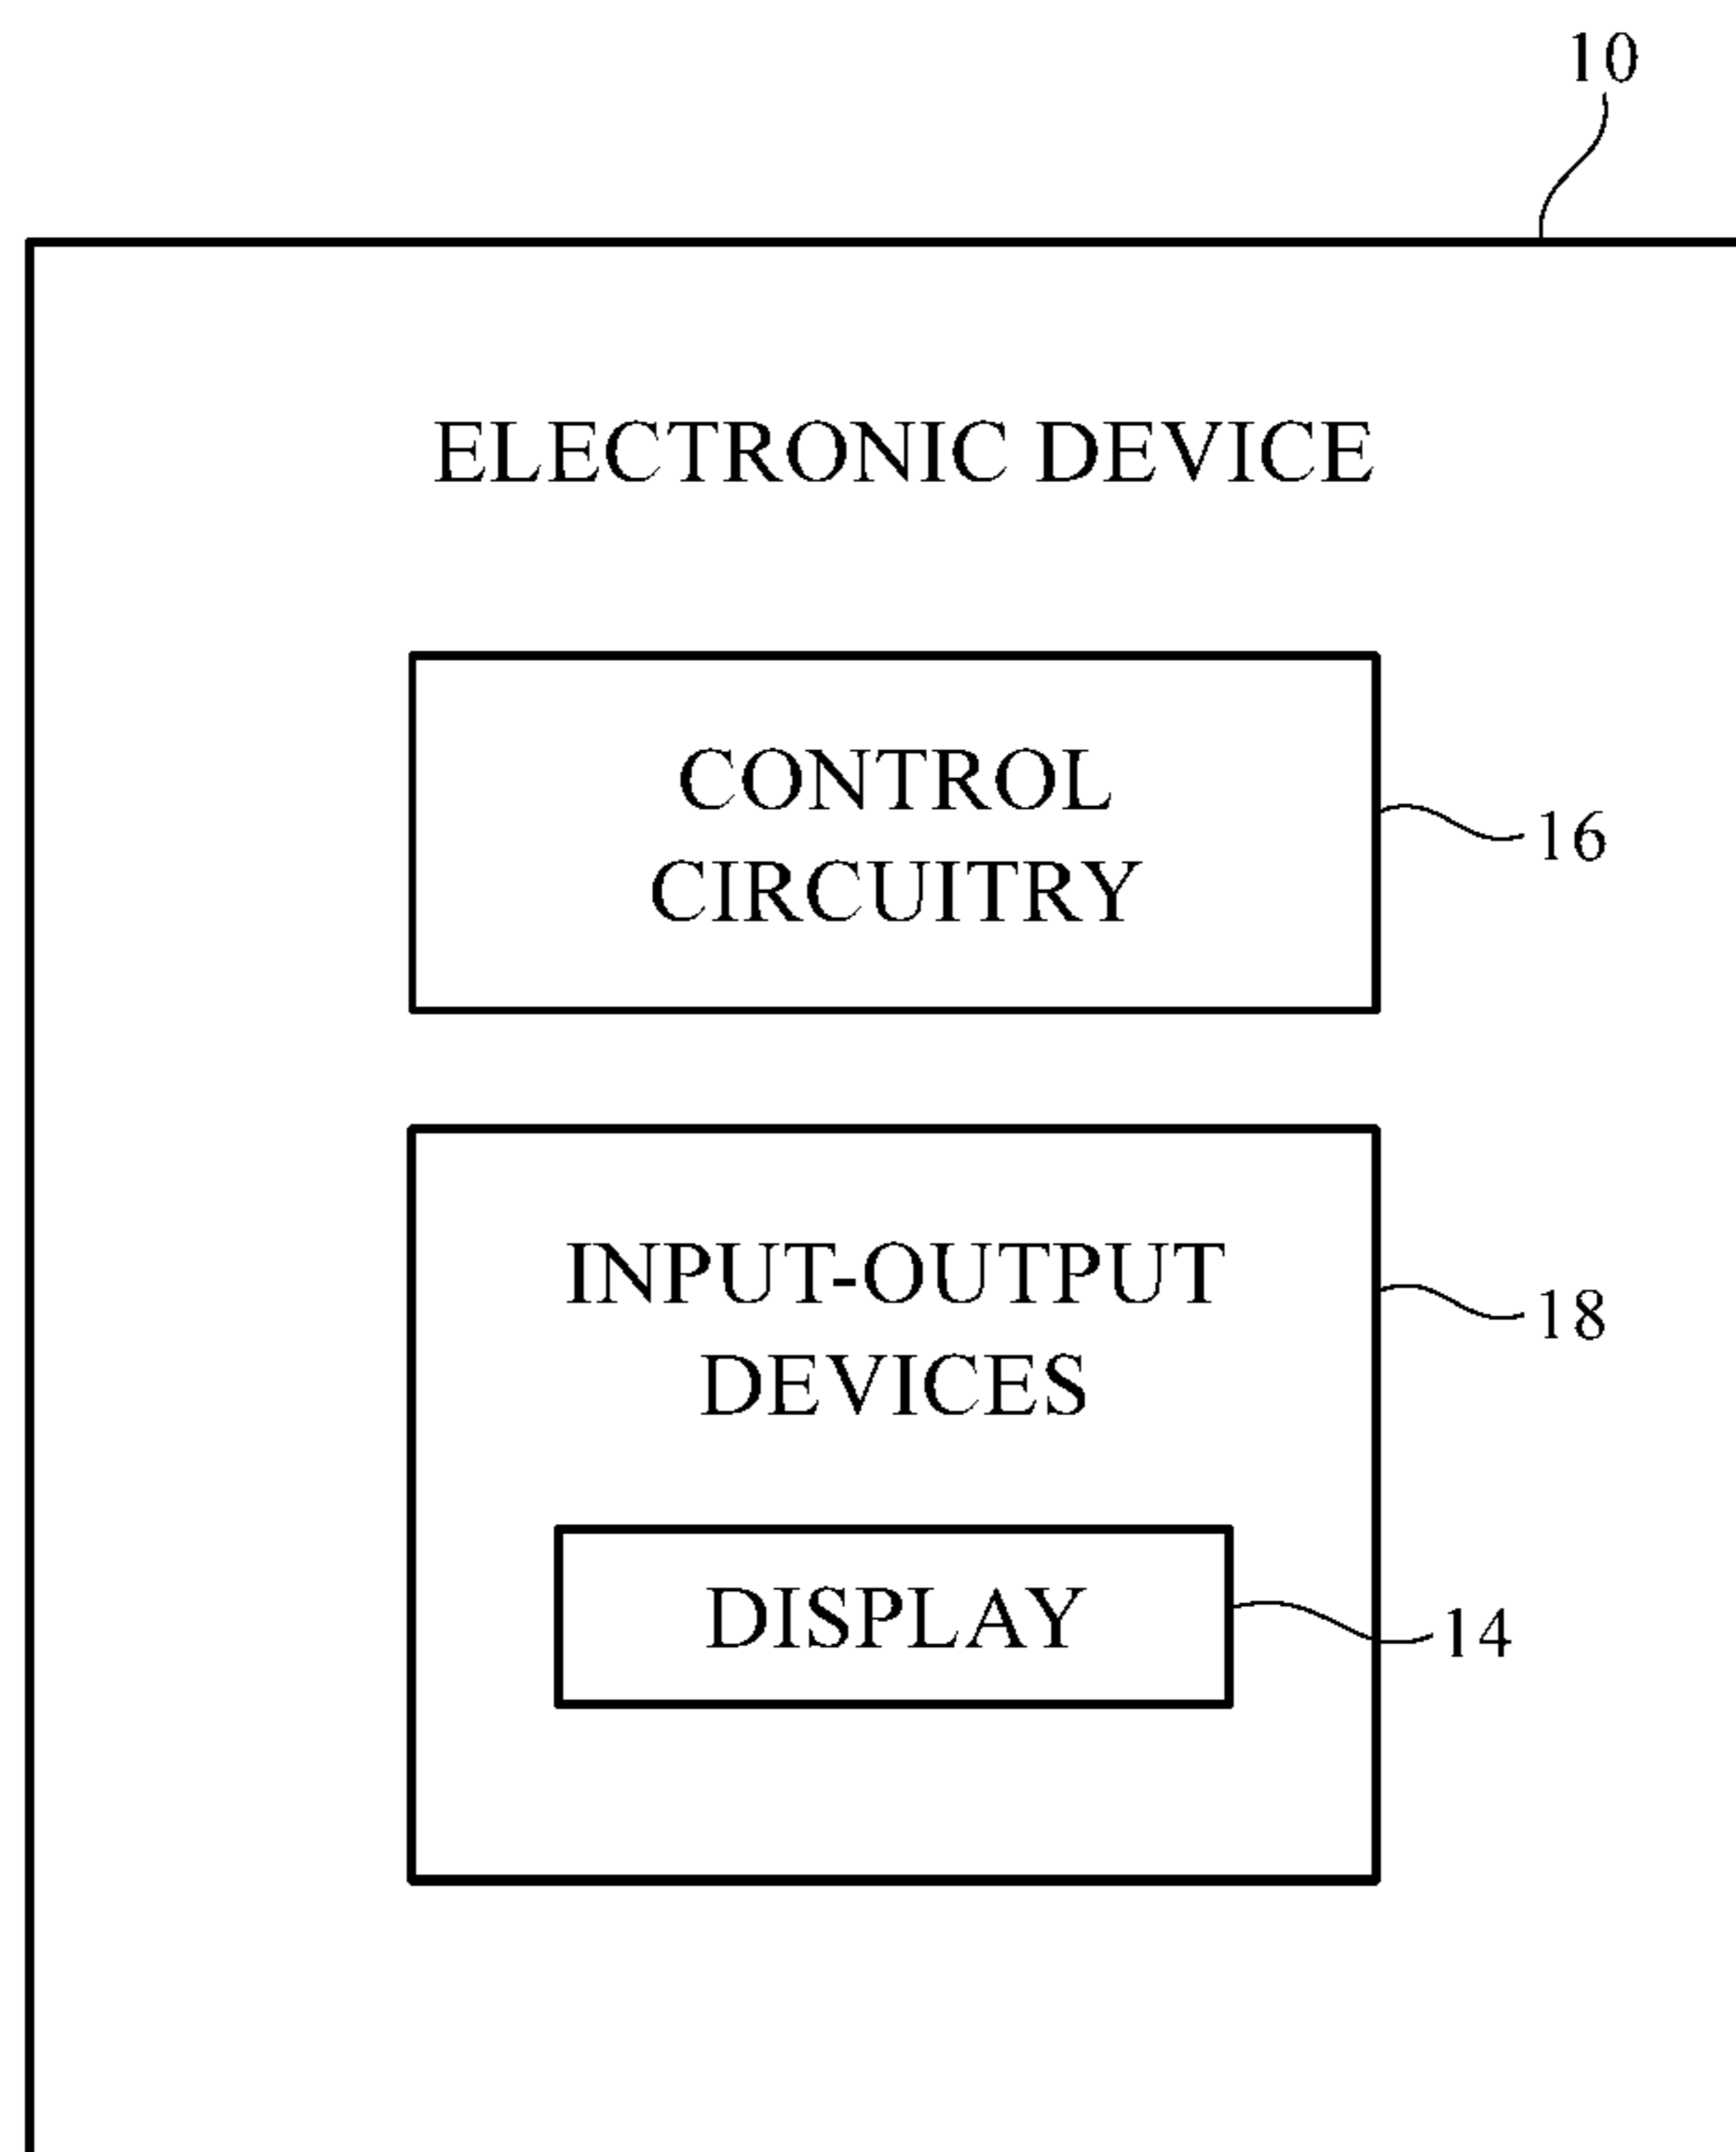 10
ELECTRONIC DEVICE
CONTROL
CIRCUITRY
16
INPUT-OUTPUT
DEVICES
18
DISPLAY
14